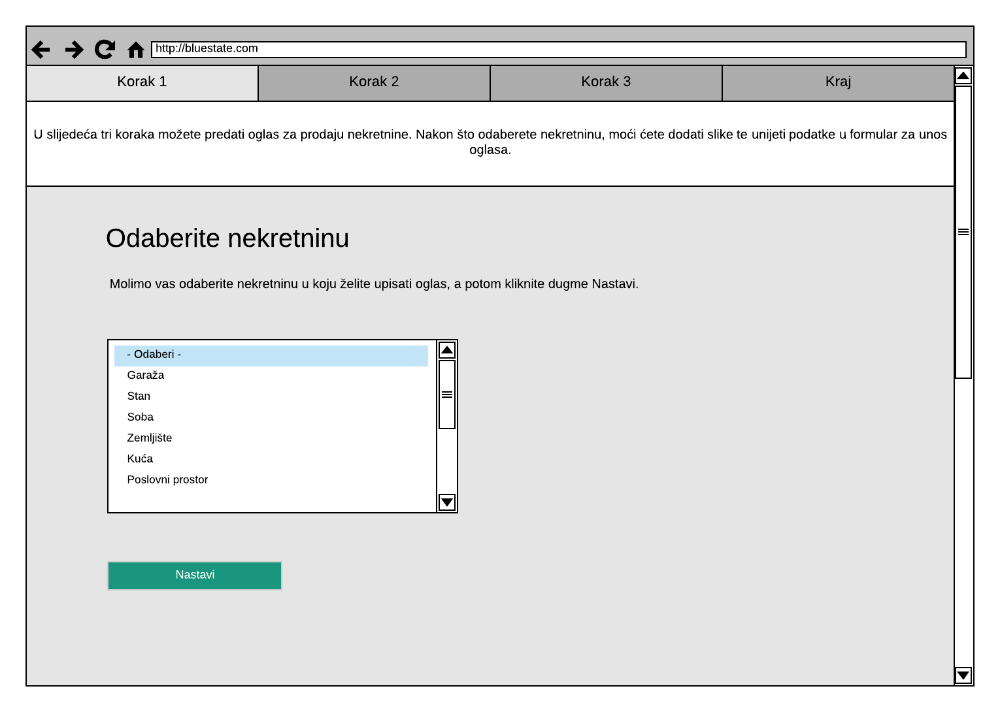 http://bluestate.com
Korak 1
Korak 2
Korak 3
Kraj
U slijedeća tri koraka možete predati oglas za prodaju nekretnine. Nakon što odaberete nekretninu, moći ćete dodati slike te unijeti podatke u formular za unos
oglasa.
Odaberite nekretninu
Molimo vas odaberite nekretninu u koju želite upisati oglas, a potom kliknite dugme Nastavi.
- Odaberi -
Garaža
Stan
Soba
Zemljište
Kuća
Poslovni prostor
Nastavi